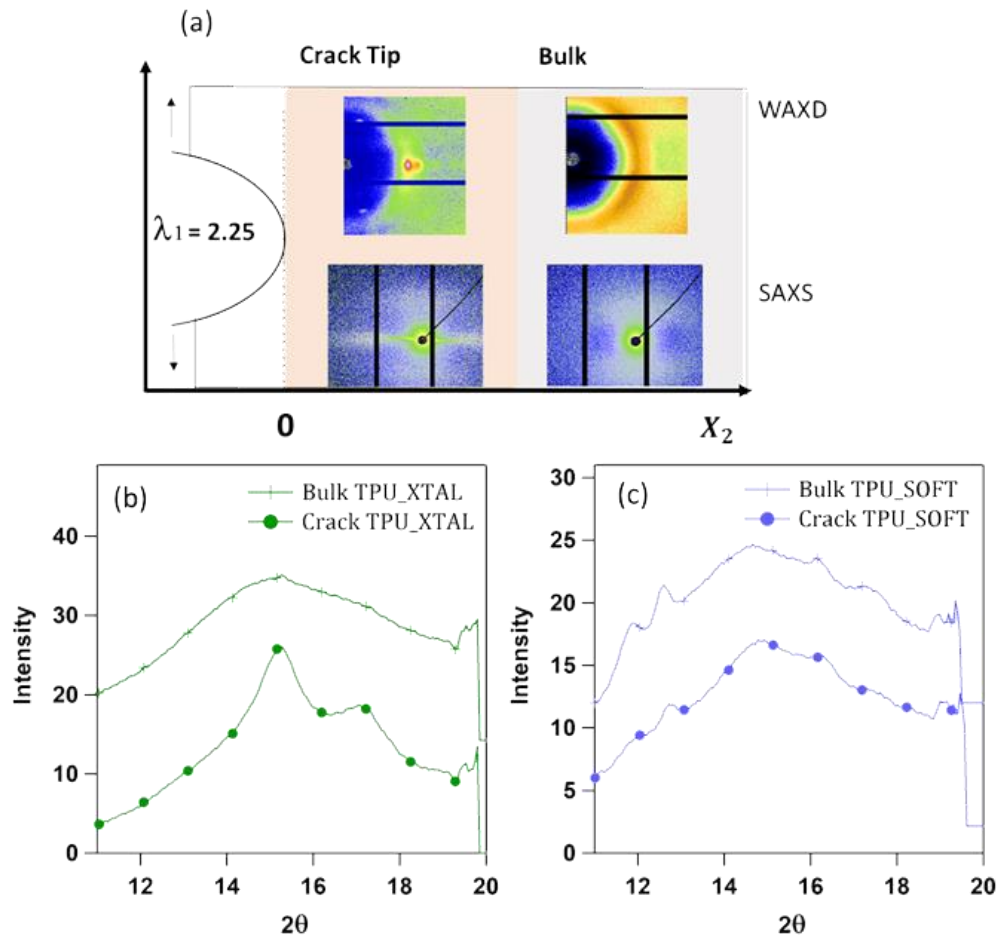 (a)
Crack Tip
Bulk
WAXD
λ1 = 2.25
SAXS
0
X2
(b)
Bulk TPU_XTAL
Crack TPU_XTAL
Intensity
40
30
20
10
0
12
14
16
18
20
2θ
(c)
Bulk TPU_SOFT
Crack TPU_SOFT
Intensity
30
25
20
15
10
5
0
12
14
16
18
20
2θ